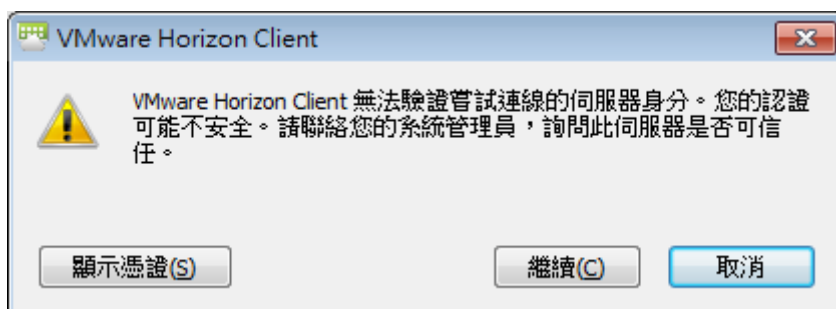 VMware Horizon Client
VMware Horizon Client 無法驗證嘗試連線的伺服器身分。您的認證
可能不安全。請聯絡您的系統管理員，詢問此伺服器是否可信
任。
顯示憑證(S)
繼續(C)
取消